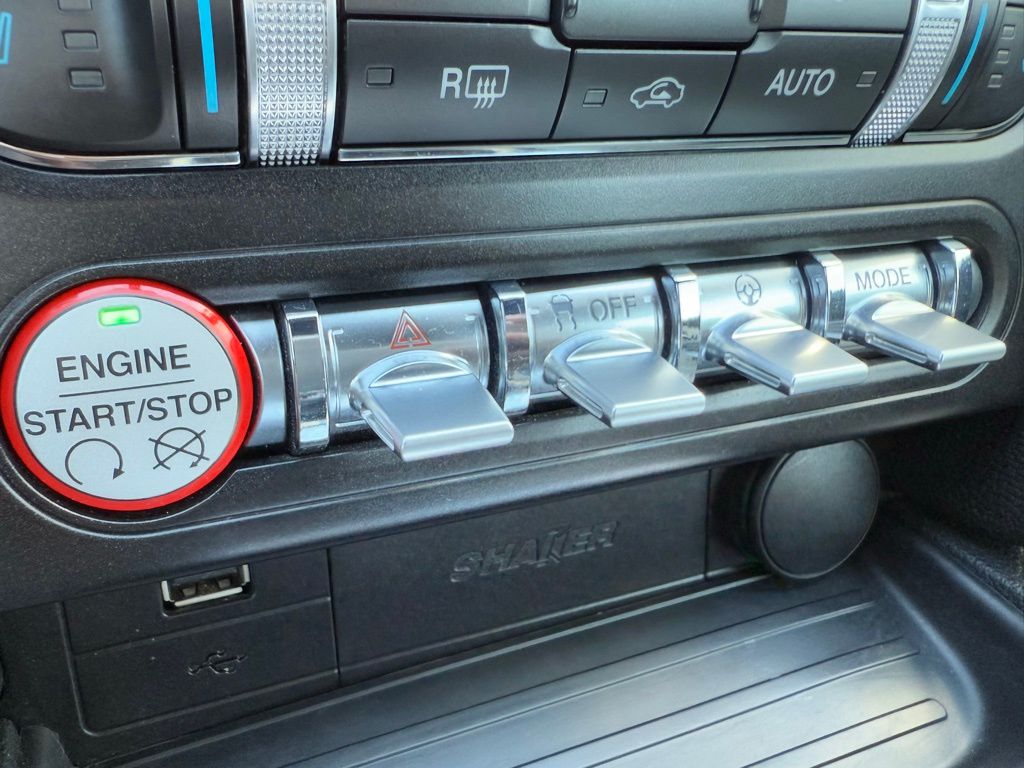 R
AUTO
ENGINE
START/STOP
OFF
MODE
SHAKER